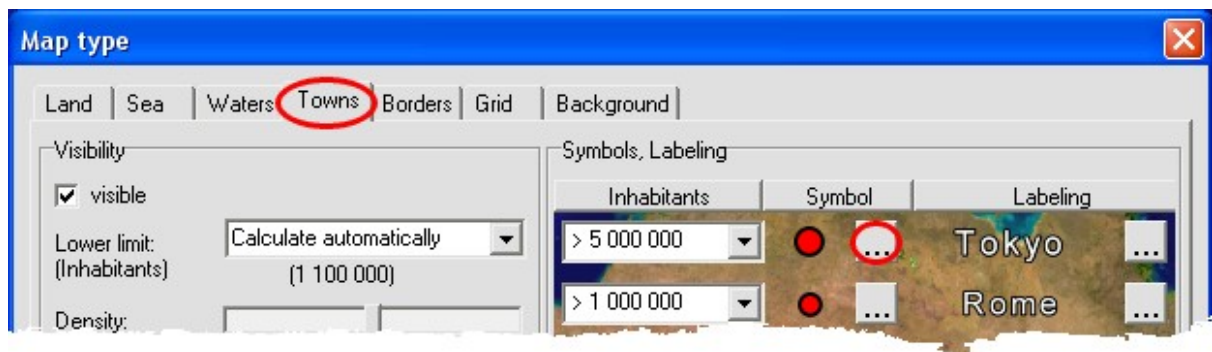 Map type
Land Sea Waters Towns Borders Grid Background
Visibility
visible
Lower limit:
(Inhabitants)
Calculate automatically
(1 100 000)
Density:
Symbols, Labeling
Inhabitants Symbol Labeling
> 5 000 000 ... Tokyo ...
> 1 000 000 ... Rome ...